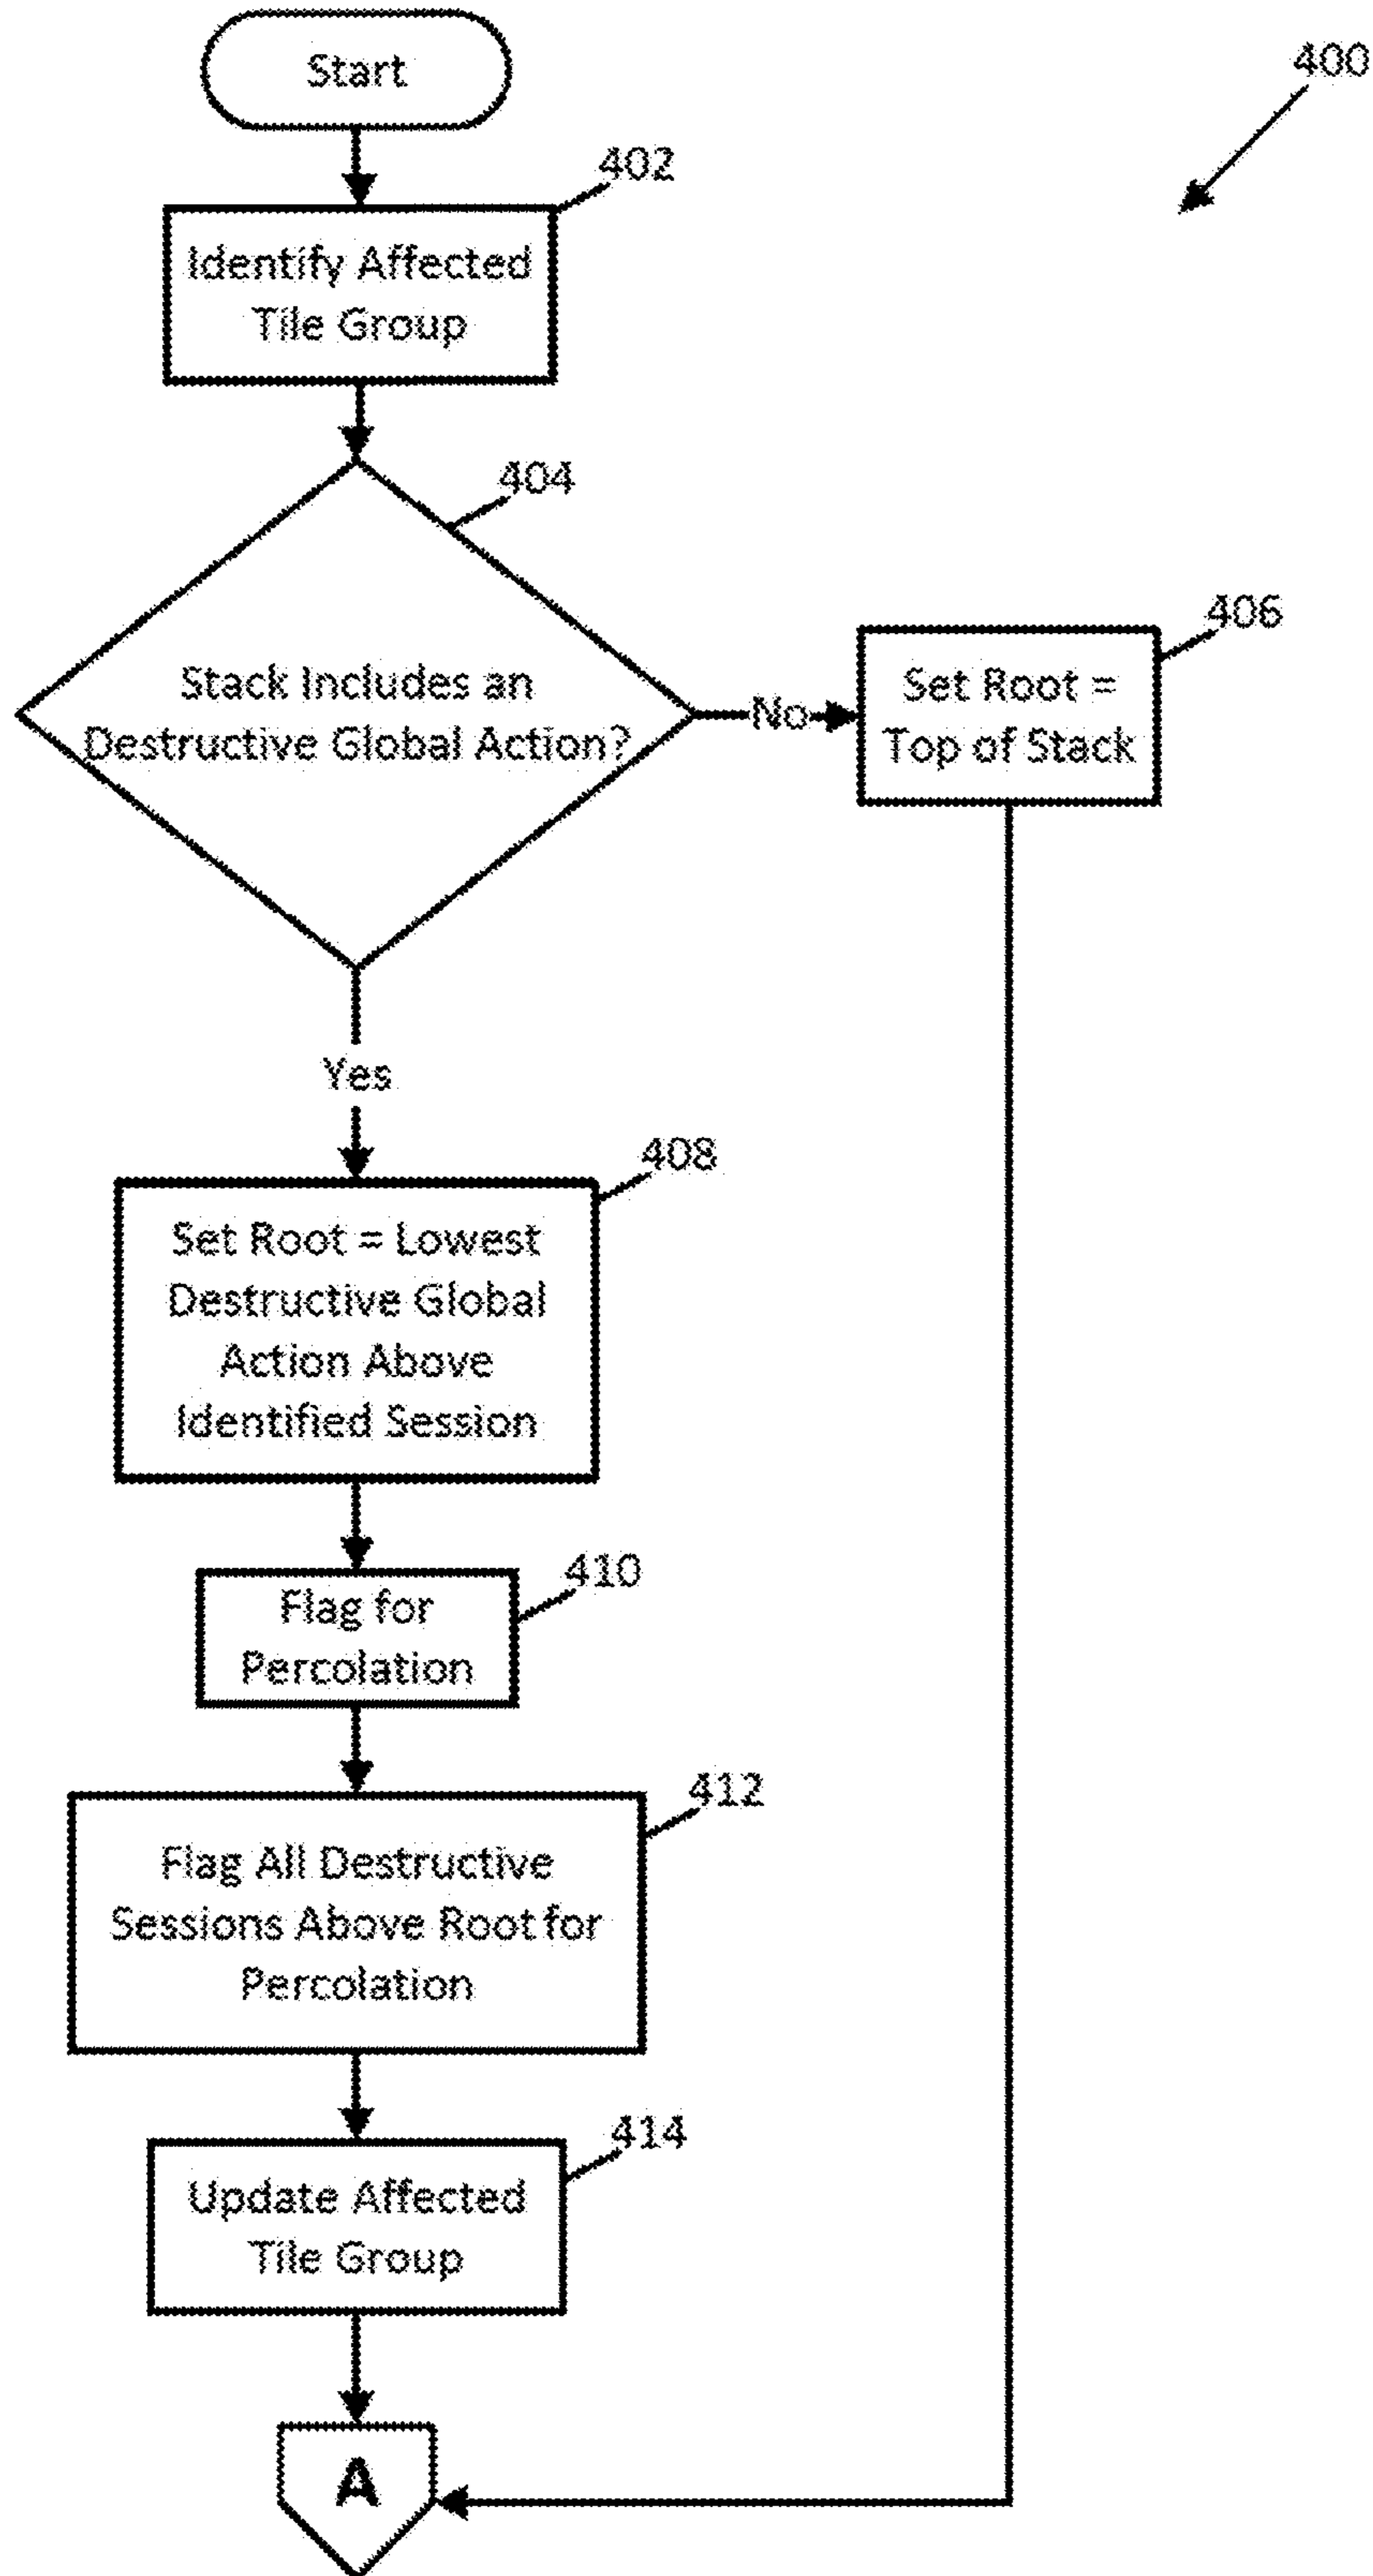 Start
400
402
Identify Affected
Tile Group
404
Stack Includes an
Destructive Global Action?
No
406
Set Root =
Top of Stack
Yes
408
Set Root = Lowest
Destructive Global
Action Above
Identified Session
410
Flag for
Percolation
412
Flag All Destructive
Sessions Above Root for
Percolation
414
Update Affected
Tile Group
A